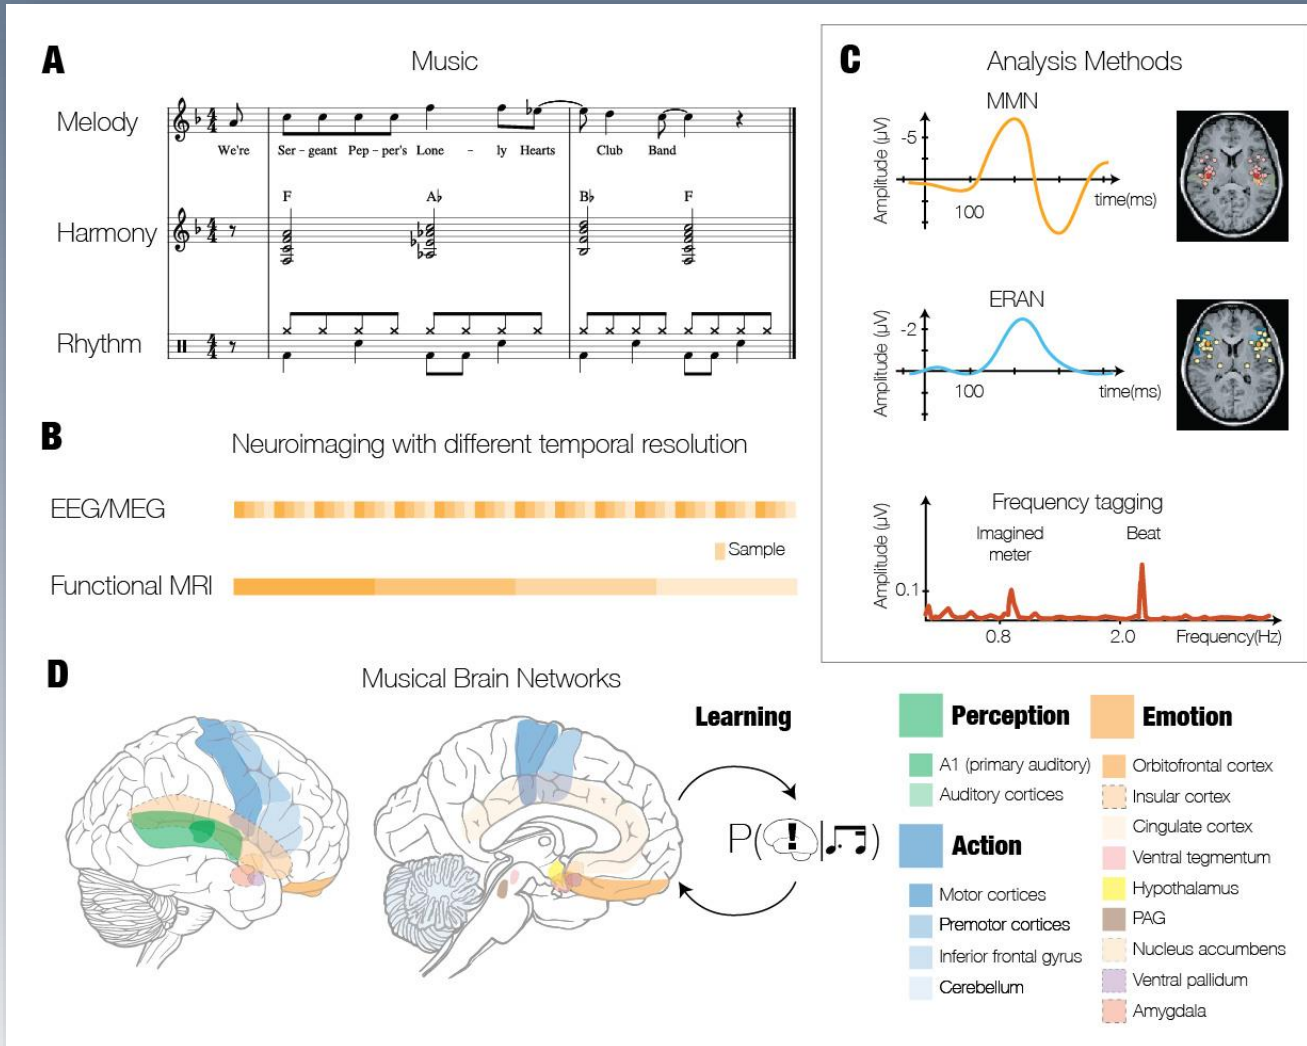 A
Music
Melody
We're Ser - geant Pep - per's Lone - ly Hearts Club Band
F A♭ B♭ F
Harmony
Rhythm
B
Neuroimaging with different temporal resolution
EEG/MEG
Sample
Functional MRI
C
Analysis Methods
MMN
Amplitude (µV)
-5
100
time(ms)
ERAN
Amplitude (µV)
-2
100
time(ms)
Frequency tagging
Imagined
meter
Beat
Amplitude (µV)
0.1
0.8 2.0 Frequency(Hz)
D
Musical Brain Networks
Learning
P( ! | )
Perception
A1 (primary auditory)
Auditory cortices
Action
Motor cortices
Premotor cortices
Inferior frontal gyrus
Cerebellum
Emotion
Orbitofrontal cortex
Insular cortex
Cingulate cortex
Ventral tegmentum
Hypothalamus
PAG
Nucleus accumbens
Ventral pallidum
Amygdala